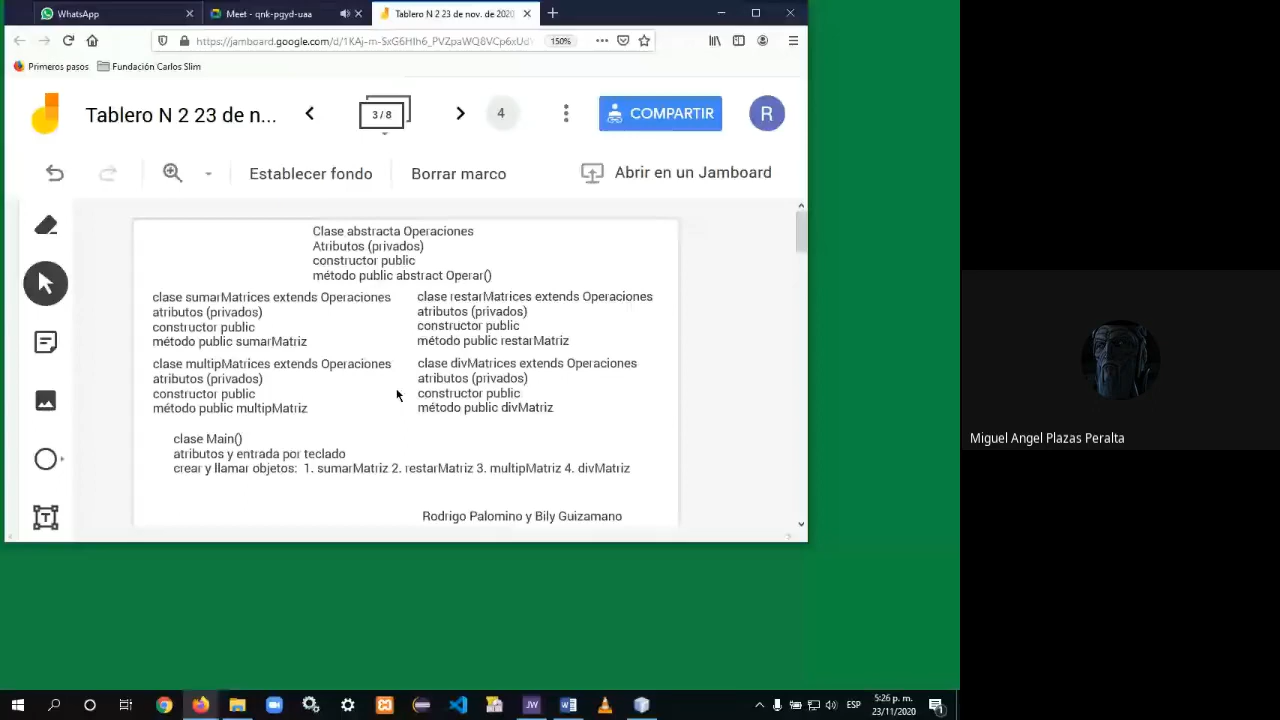 WhatsApp
Meet - qnk-pgyd-uaa
Tablero N 2 23 de nov. de 2020
150%
Primeros pasos
Fundación Carlos Slim
Tablero N 2 23 de n...
3 / 8
4
COMPARTIR
R
Establecer fondo
Borrar marco
Abrir en un Jamboard
Clase abstracta Operaciones
Atributos (privados)
constructor public
método public abstract Operar()
clase sumarMatrices extends Operaciones
atributos (privados)
constructor public
método public sumarMatriz
clase restarMatrices extends Operaciones
atributos (privados)
constructor public
método public restarMatriz
clase multipMatrices extends Operaciones
atributos (privados)
constructor public
método public multipMatriz
clase divMatrices extends Operaciones
atributos (privados)
constructor public
método public divMatriz
clase Main()
atributos y entrada por teclado
crear y llamar objetos: 1. sumarMatriz 2. restarMatriz 3. multipMatriz 4. divMatriz
Rodrigo Palomino y Bily Guizamano
Miguel Angel Plazas Peralta
JW
ESP
5:26 p. m.
23/11/2020